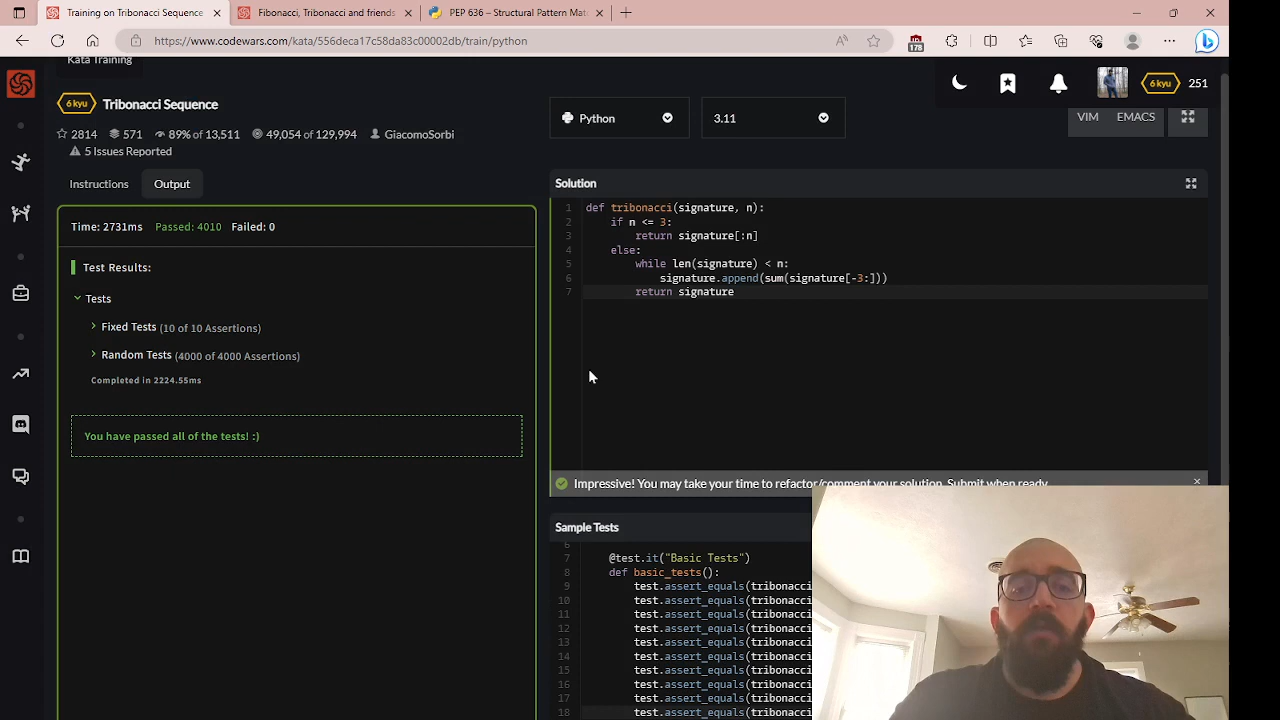 Training on Tribonacci Sequence
Fibonacci, Tribonacci and friends
PEP 636 – Structural Pattern Mat
https://www.codewars.com/kata/556deca17c58da83c00002db/train/python
178
Kata Training
6 kyu Tribonacci Sequence
6 kyu 251
2814 571 89% of 13,511 49,054 of 129,994 GiacomoSorbi
5 Issues Reported
Python
3.11
VIM EMACS
Instructions Output
Time: 2731ms Passed: 4010 Failed: 0
Test Results:
Tests
Fixed Tests (10 of 10 Assertions)
Random Tests (4000 of 4000 Assertions)
Completed in 2224.55ms
You have passed all of the tests! :)
Solution
1 def tribonacci(signature, n):
2 if n <= 3:
3 return signature[:n]
4 else:
5 while len(signature) < n:
6 signature.append(sum(signature[-3:]))
7 return signature
Impressive! You may take your time to refactor/comment your solution. Submit when ready.
Sample Tests
6
7 @test.it("Basic Tests")
8 def basic_tests():
9 test.assert_equals(tribonacci
10 test.assert_equals(tribonacci
11 test.assert_equals(tribonacci
12 test.assert_equals(tribonacci
13 test.assert_equals(tribonacci
14 test.assert_equals(tribonacci
15 test.assert_equals(tribonacci
16 test.assert_equals(tribonacci
17 test.assert_equals(tribonacci
18 test.assert_equals(tribonacci